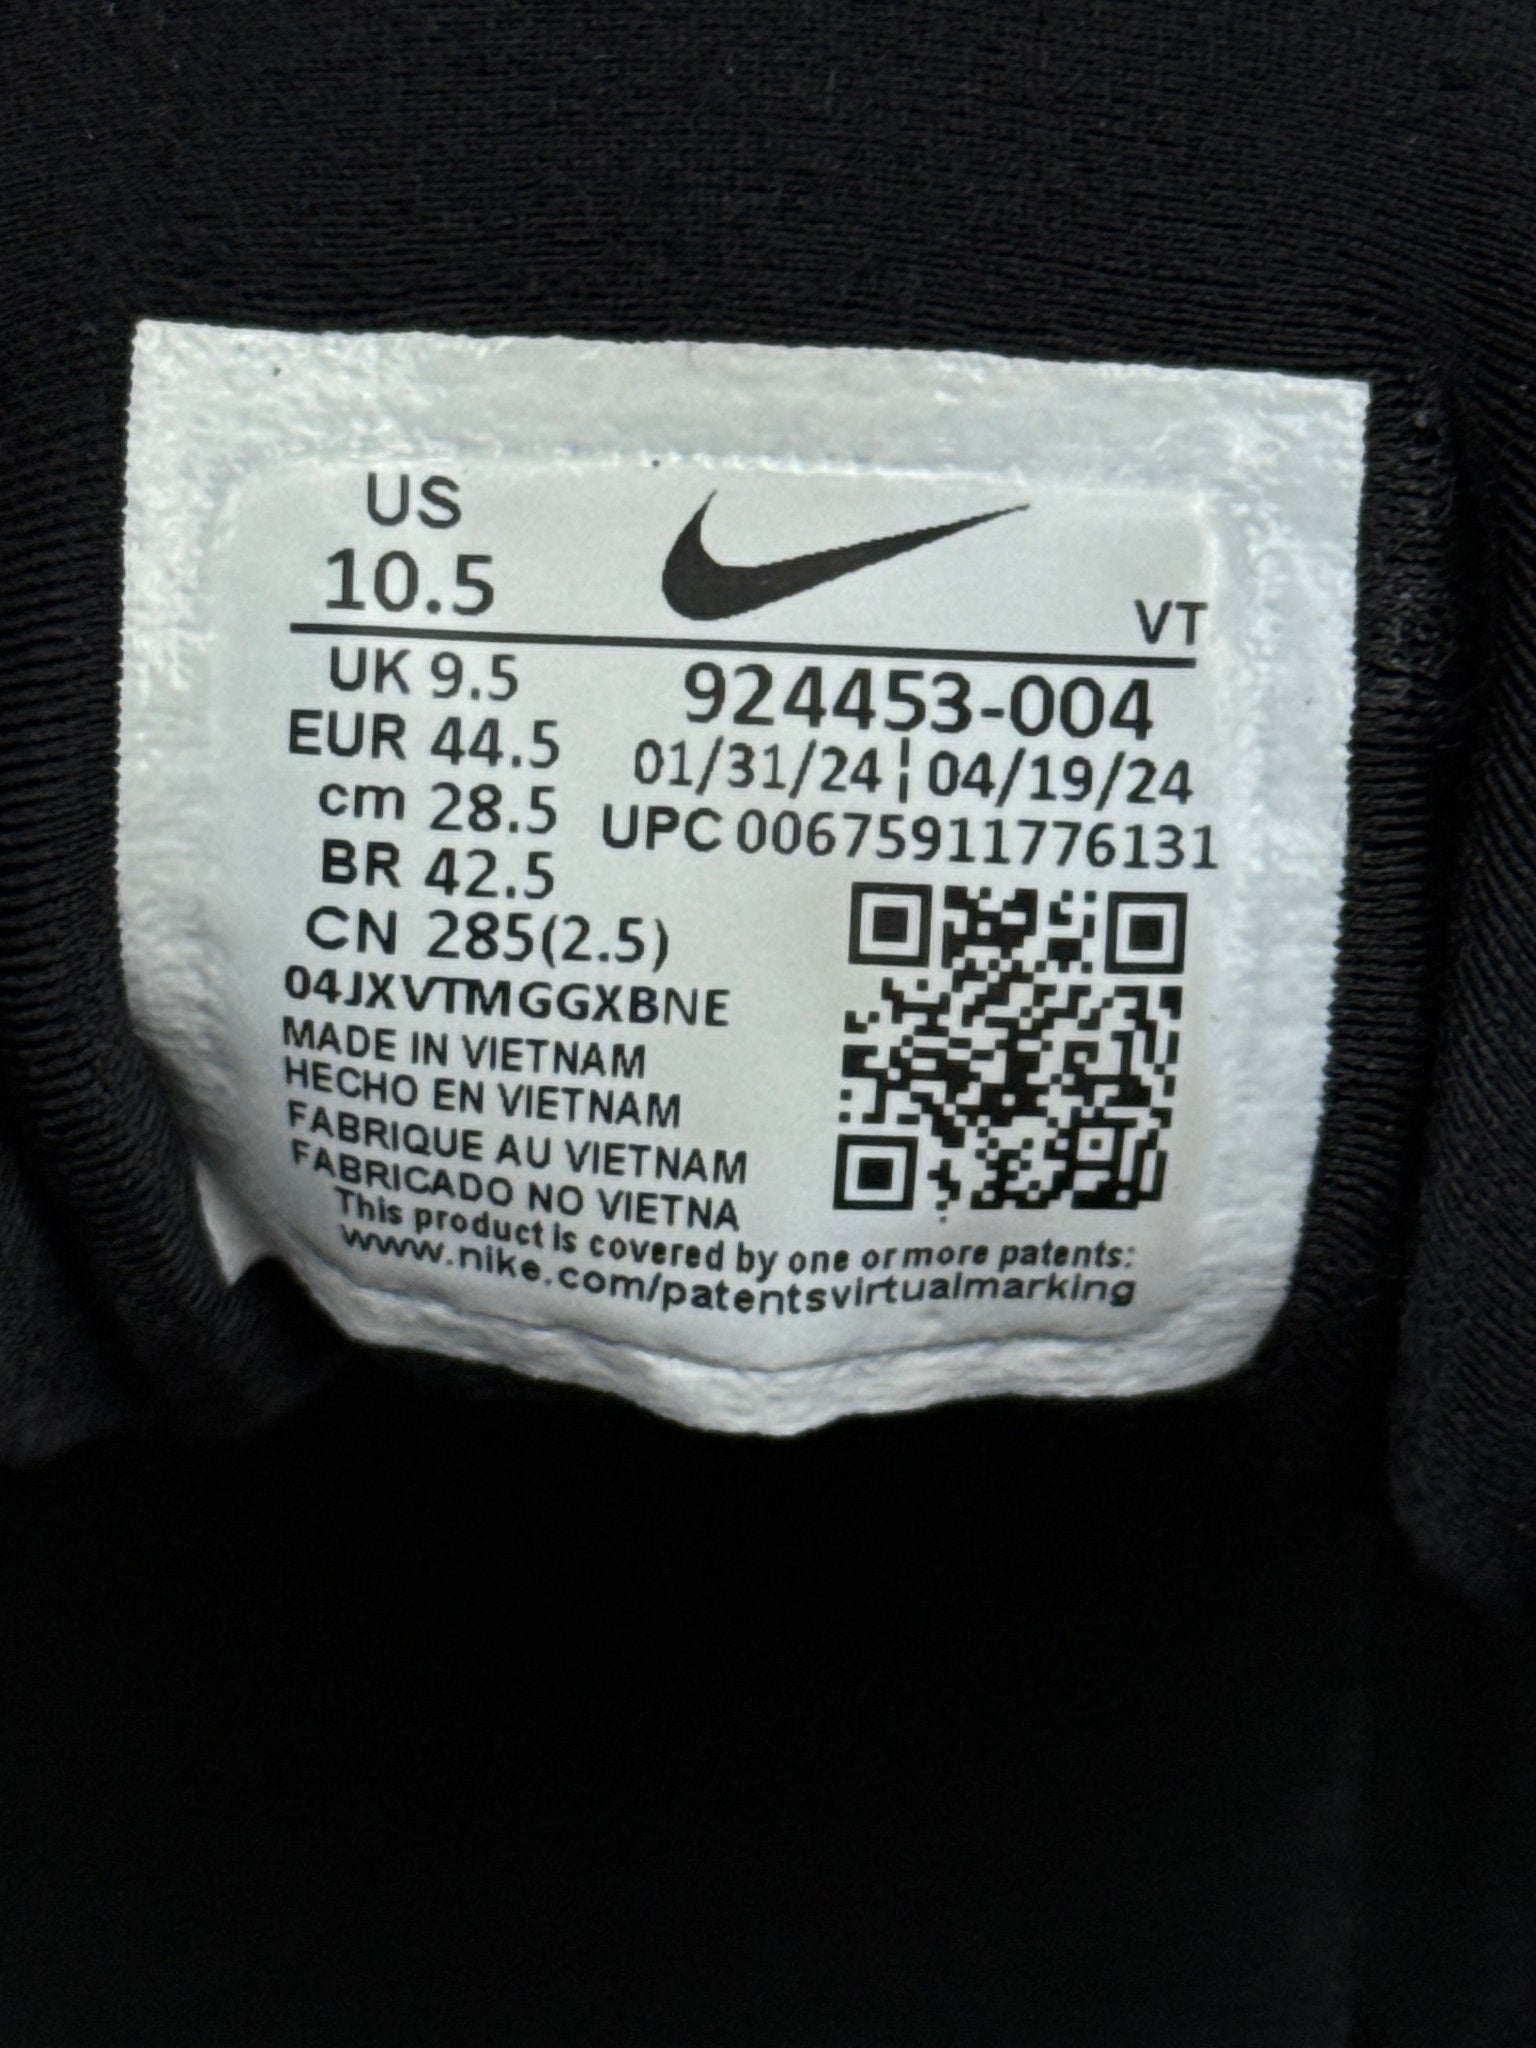 US
10.5
VT
UK 9.5
EUR 44.5
cm 28.5
BR 42.5
CN 285(2.5)
924453-004
01/31/24 ¦ 04/19/24
UPC 00675911776131
04JXVTMGGXBNE
MADE IN VIETNAM
HECHO EN VIETNAM
FABRIQUE AU VIETNAM
FABRICADO NO VIETNA
This product is covered by one or more patents:
www.nike.com/patentsvirtualmarking